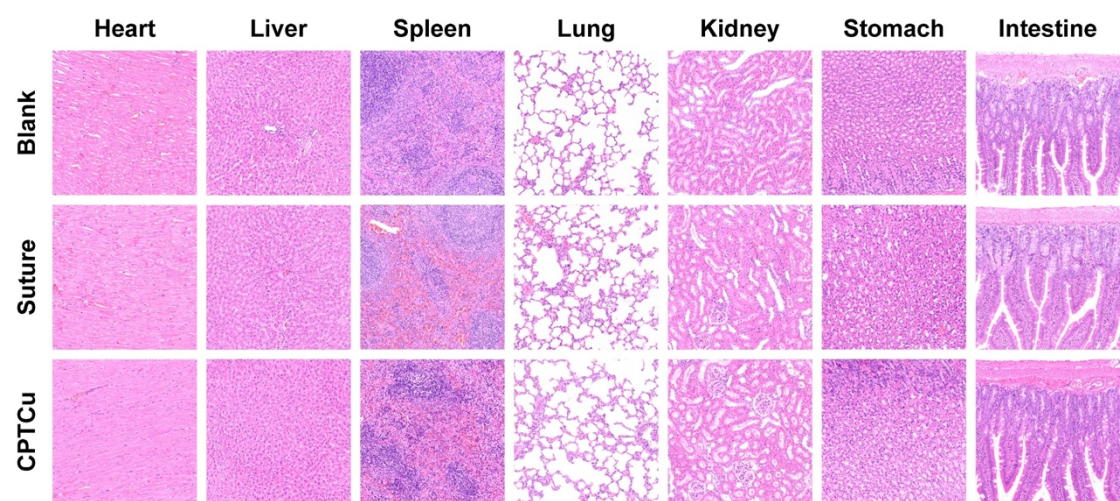 Heart Liver Spleen Lung Kidney Stomach Intestine
Blank
Suture
CPTCu